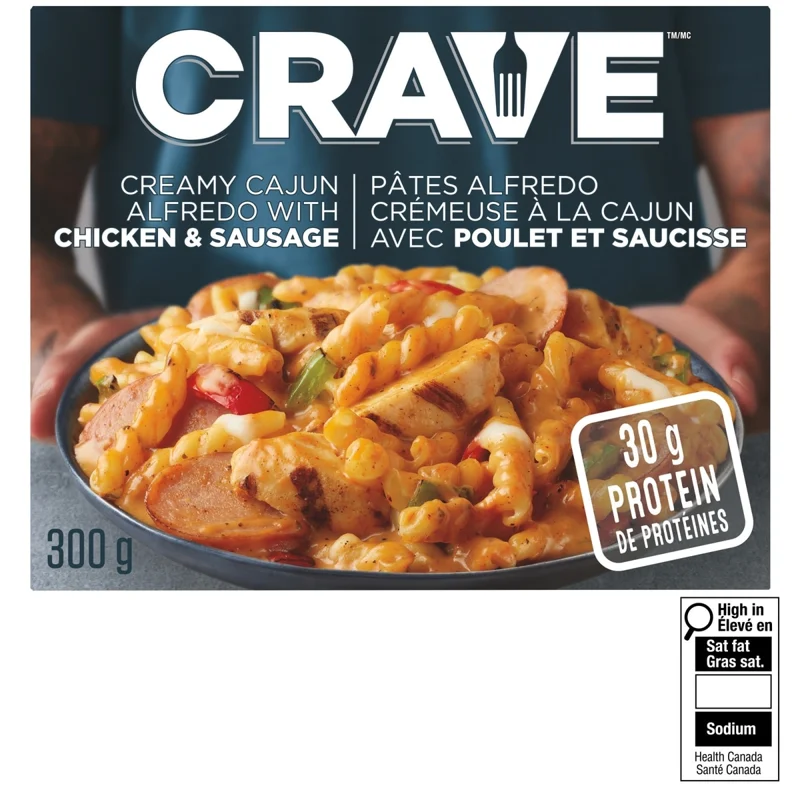 CRAVE TM/MC
CREAMY CAJUN
ALFREDO WITH
CHICKEN & SAUSAGE
PÂTES ALFREDO
CRÉMEUSE À LA CAJUN
AVEC POULET ET SAUCISSE
30 g
PROTEIN
DE PROTÉINES
300 g
High in
Élevé en
Sat fat
Gras sat.
Sodium
Health Canada
Santé Canada